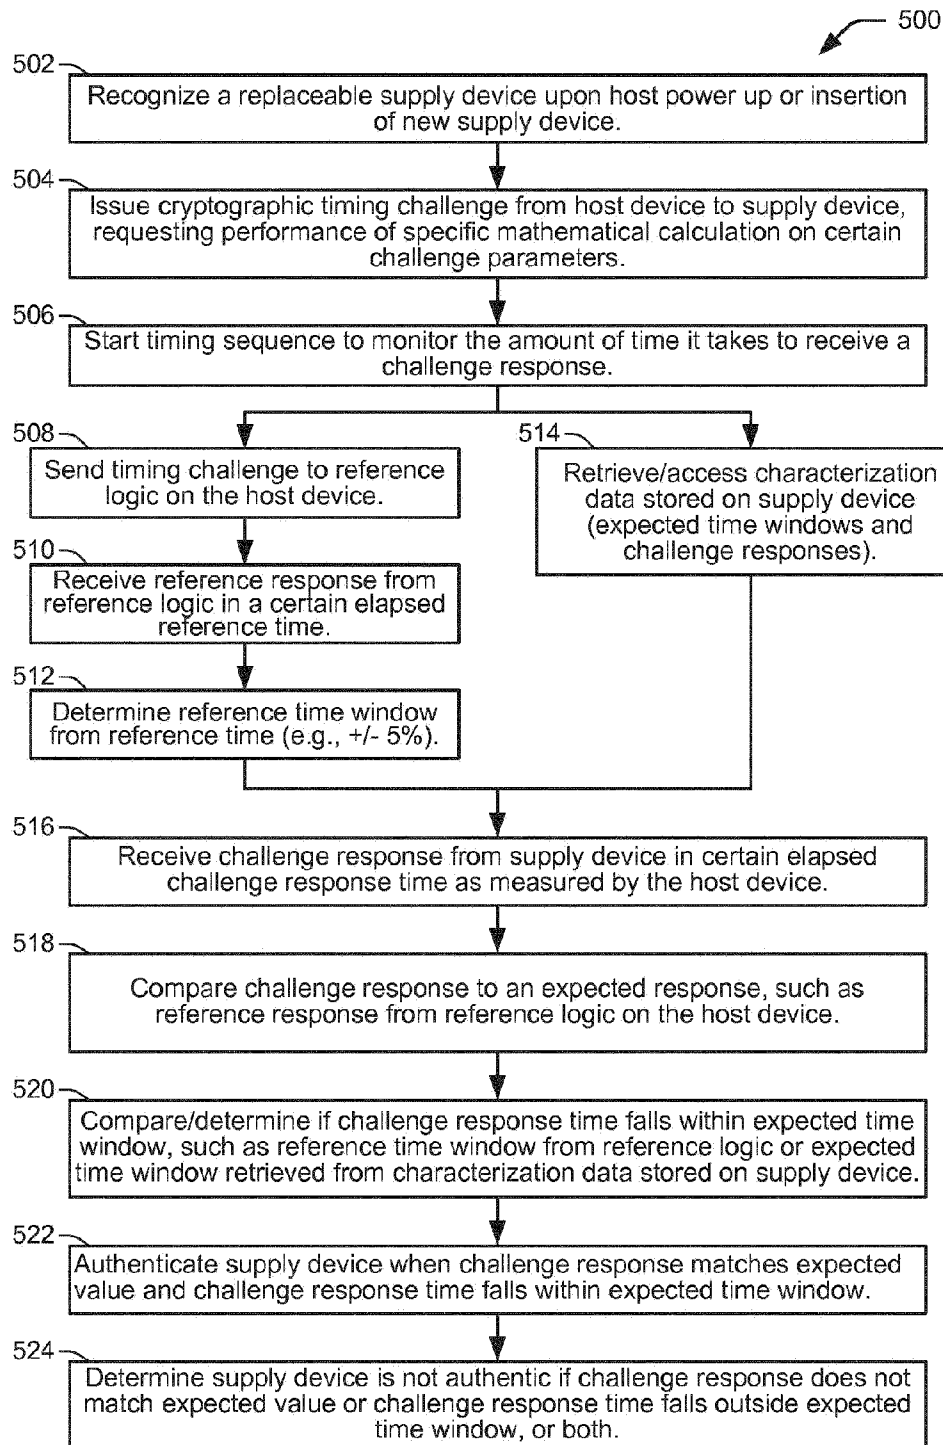 500
502
Recognize a replaceable supply device upon host power up or insertion
of new supply device.
504
Issue cryptographic timing challenge from host device to supply device,
requesting performance of specific mathematical calculation on certain
challenge parameters.
506
Start timing sequence to monitor the amount of time it takes to receive a
challenge response.
508
Send timing challenge to reference
logic on the host device.
510
Receive reference response from
reference logic in a certain elapsed
reference time.
512
Determine reference time window
from reference time (e.g., +/- 5%).
514
Retrieve/access characterization
data stored on supply device
(expected time windows and
challenge responses).
516
Receive challenge response from supply device in certain elapsed
challenge response time as measured by the host device.
518
Compare challenge response to an expected response, such as
reference response from reference logic on the host device.
520
Compare/determine if challenge response time falls within expected time
window, such as reference time window from reference logic or expected
time window retrieved from characterization data stored on supply device.
522
Authenticate supply device when challenge response matches expected
value and challenge response time falls within expected time window.
524
Determine supply device is not authentic if challenge response does not
match expected value or challenge response time falls outside expected
time window, or both.